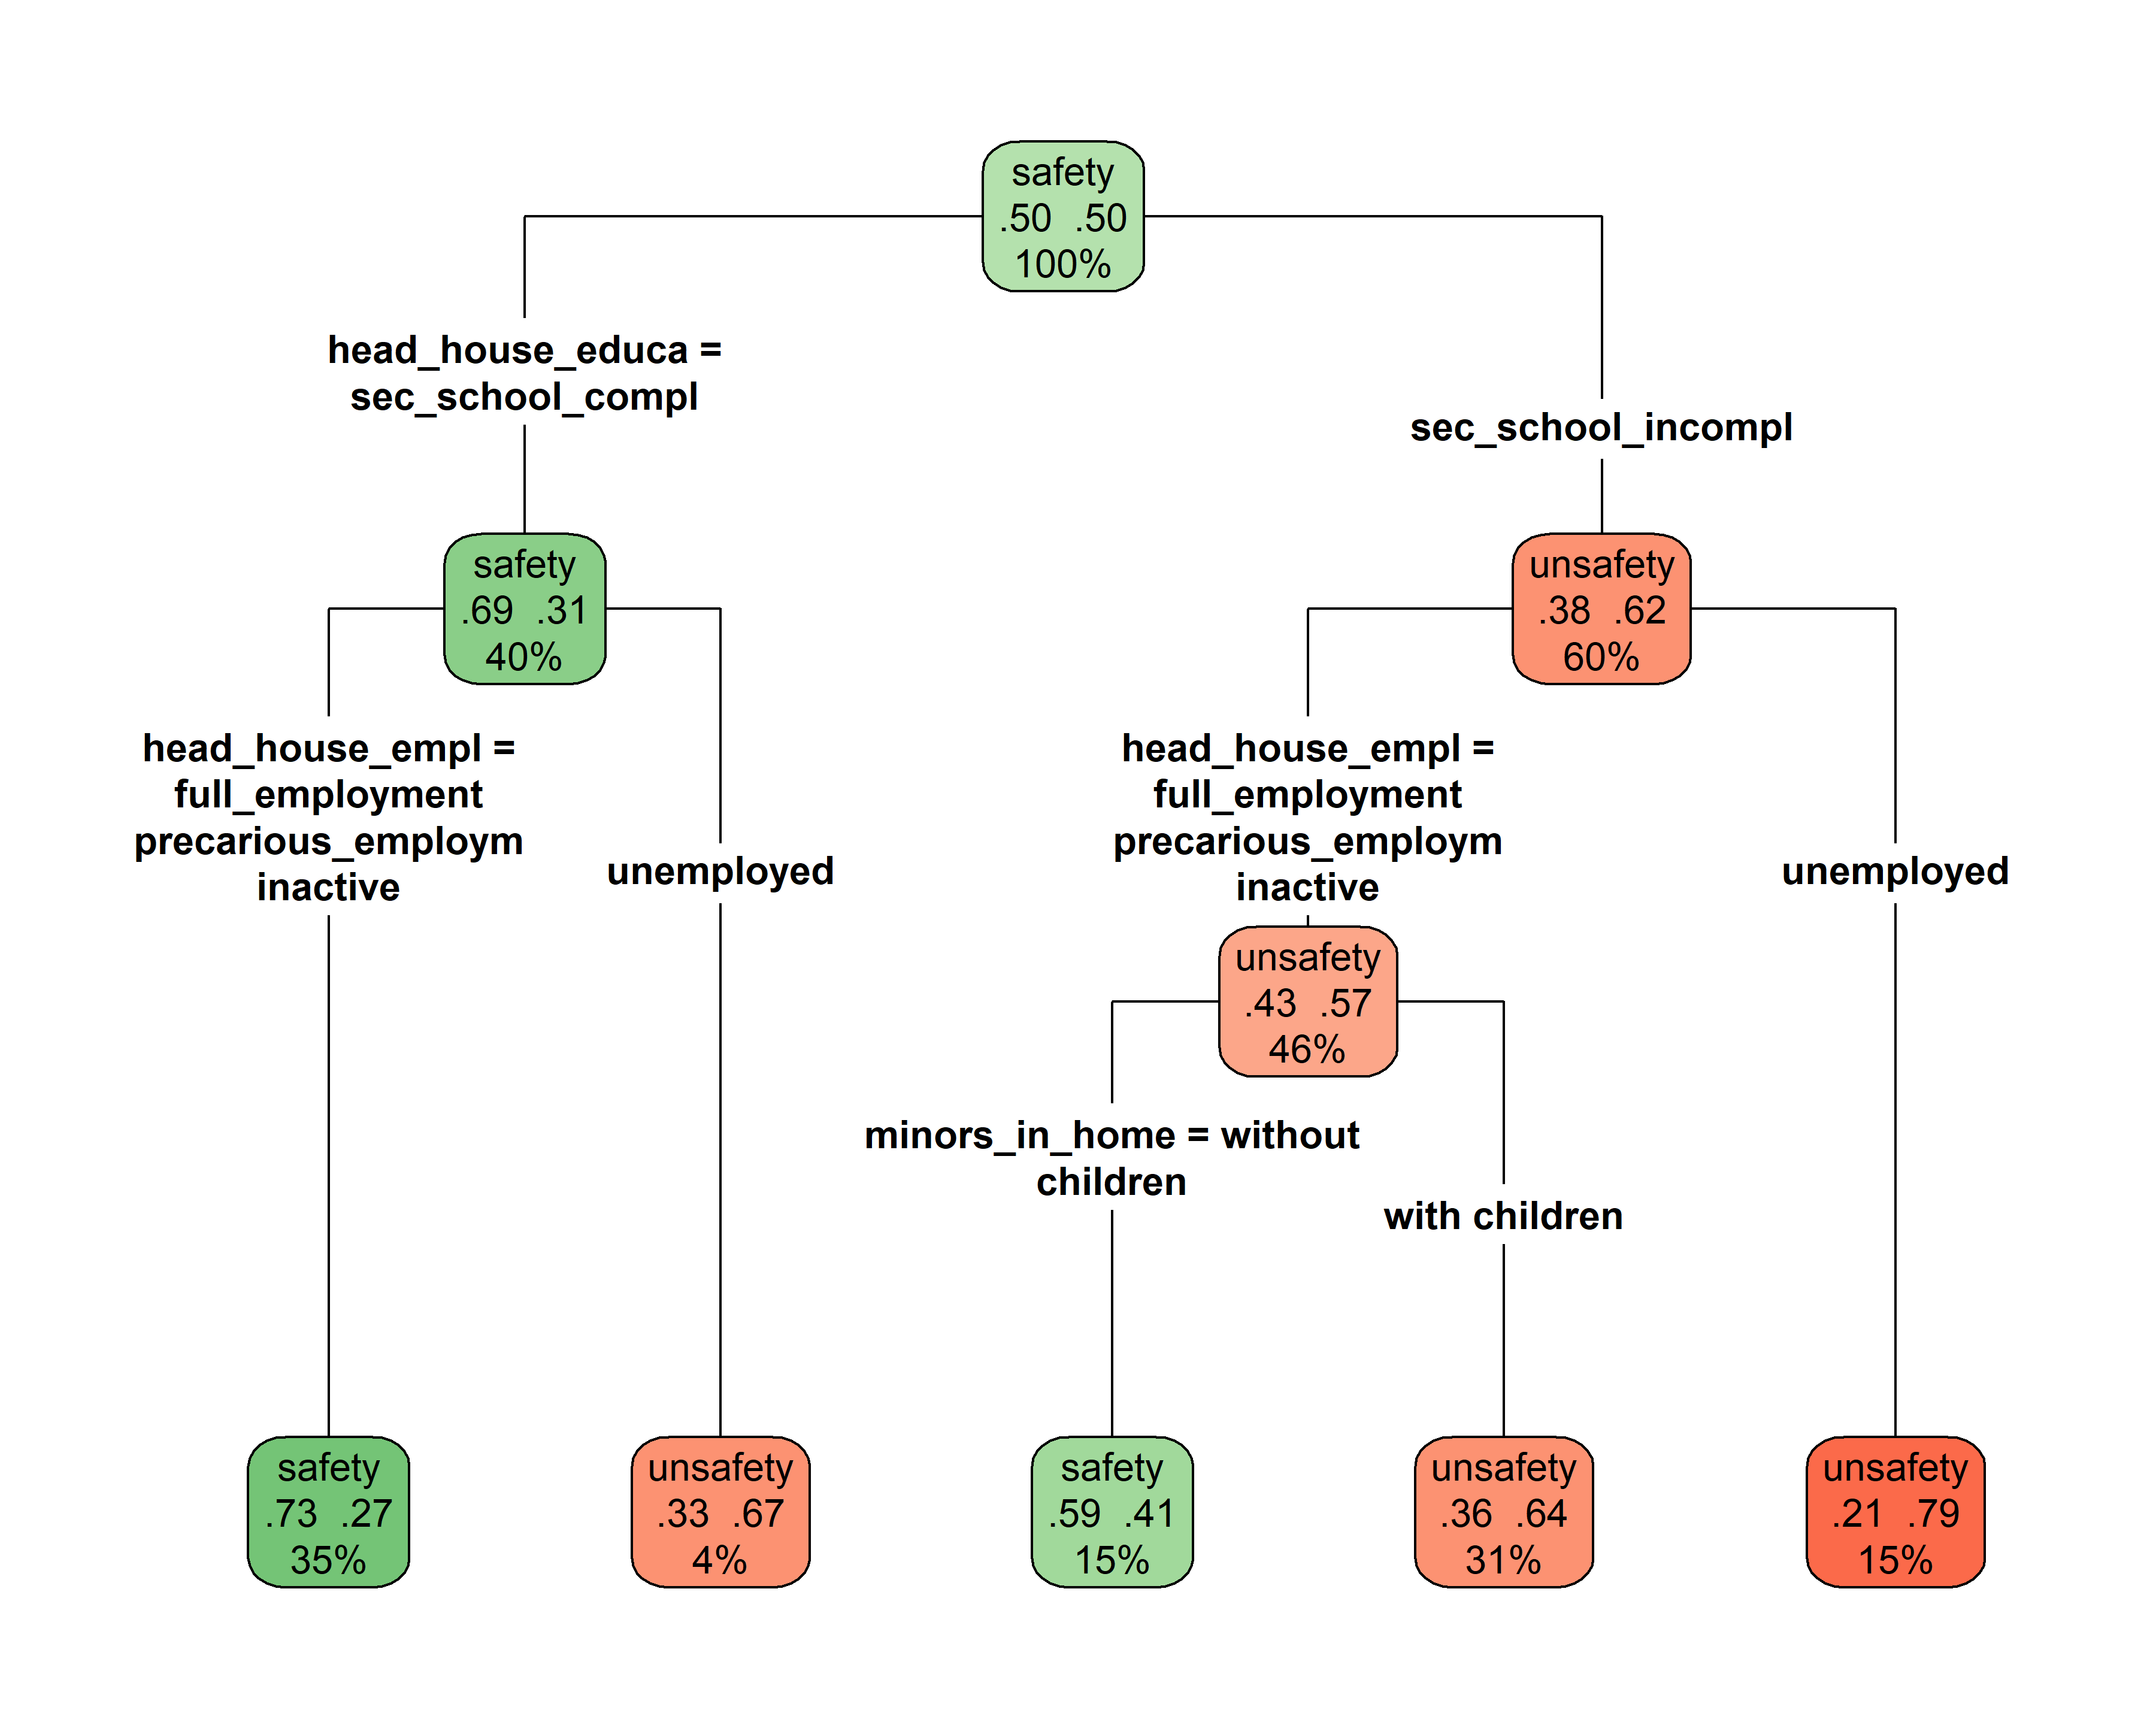 safety
.50 .50
100%
head_house_educa =
sec_school_compl
sec_school_incompl
safety
.69 .31
40%
unsafety
.38 .62
60%
head_house_empl =
full_employment
precarious_employm
inactive
unemployed
head_house_empl =
full_employment
precarious_employm
inactive
unemployed
unsafety
.43 .57
46%
minors_in_home = without
children
with children
safety
.73 .27
35%
unsafety
.33 .67
4%
safety
.59 .41
15%
unsafety
.36 .64
31%
unsafety
.21 .79
15%